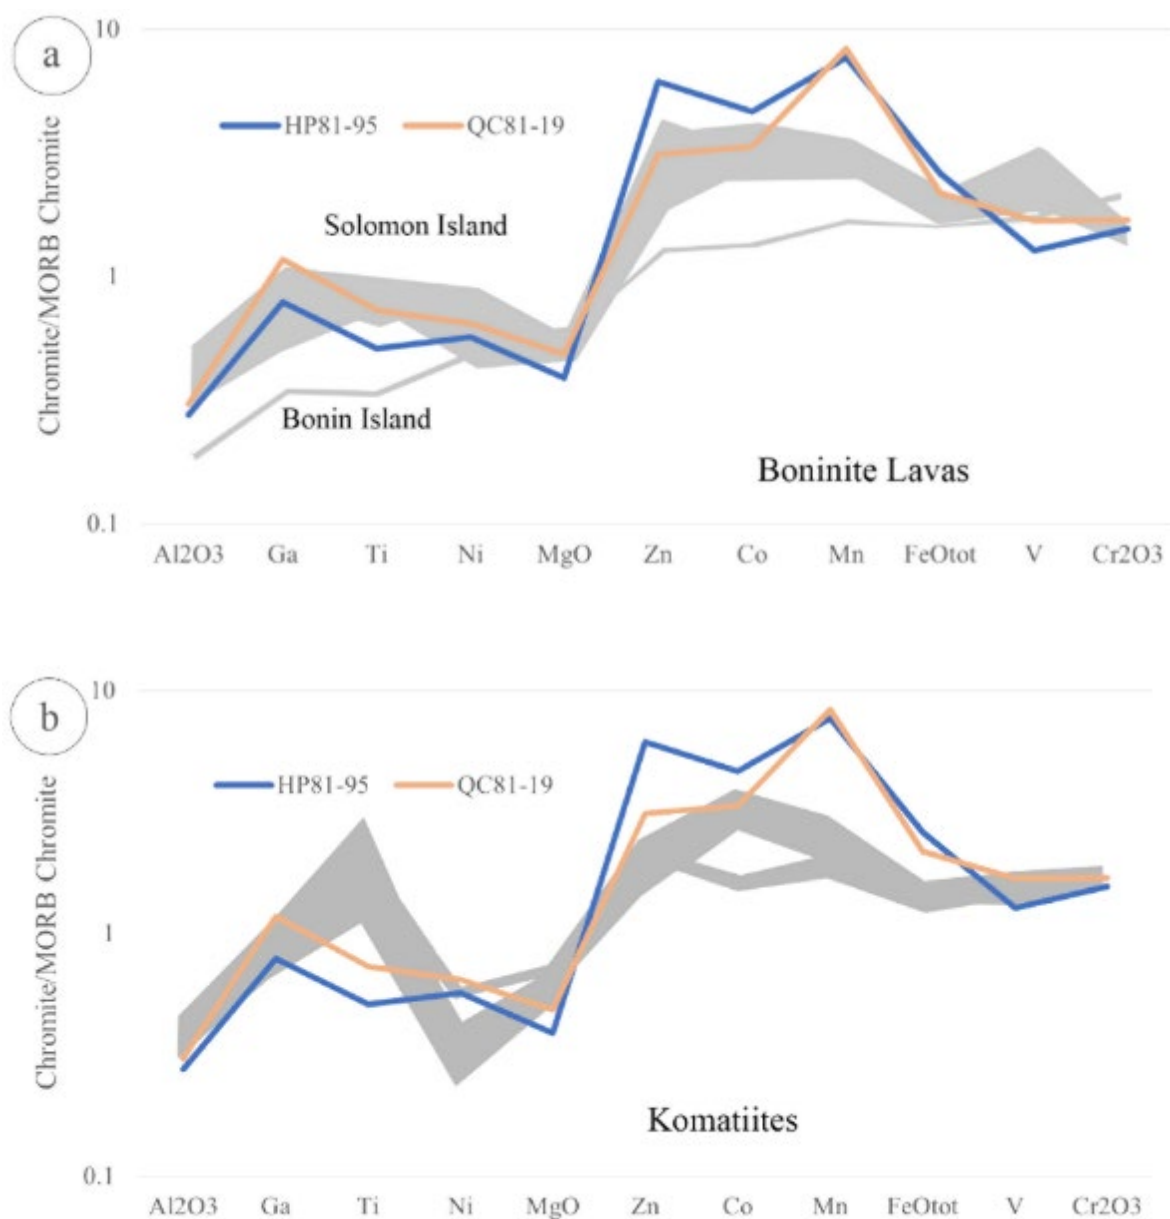 a
10
HP81-95 QC81-19
Solomon Island
1
Bonin Island
Boninite Lavas
0.1
Chromite/MORB Chromite
Al2O3 Ga Ti Ni MgO Zn Co Mn FeOtot V Cr2O3
b
10
HP81-95 QC81-19
1
Komatiites
0.1
Chromite/MORB Chromite
Al2O3 Ga Ti Ni MgO Zn Co Mn FeOtot V Cr2O3